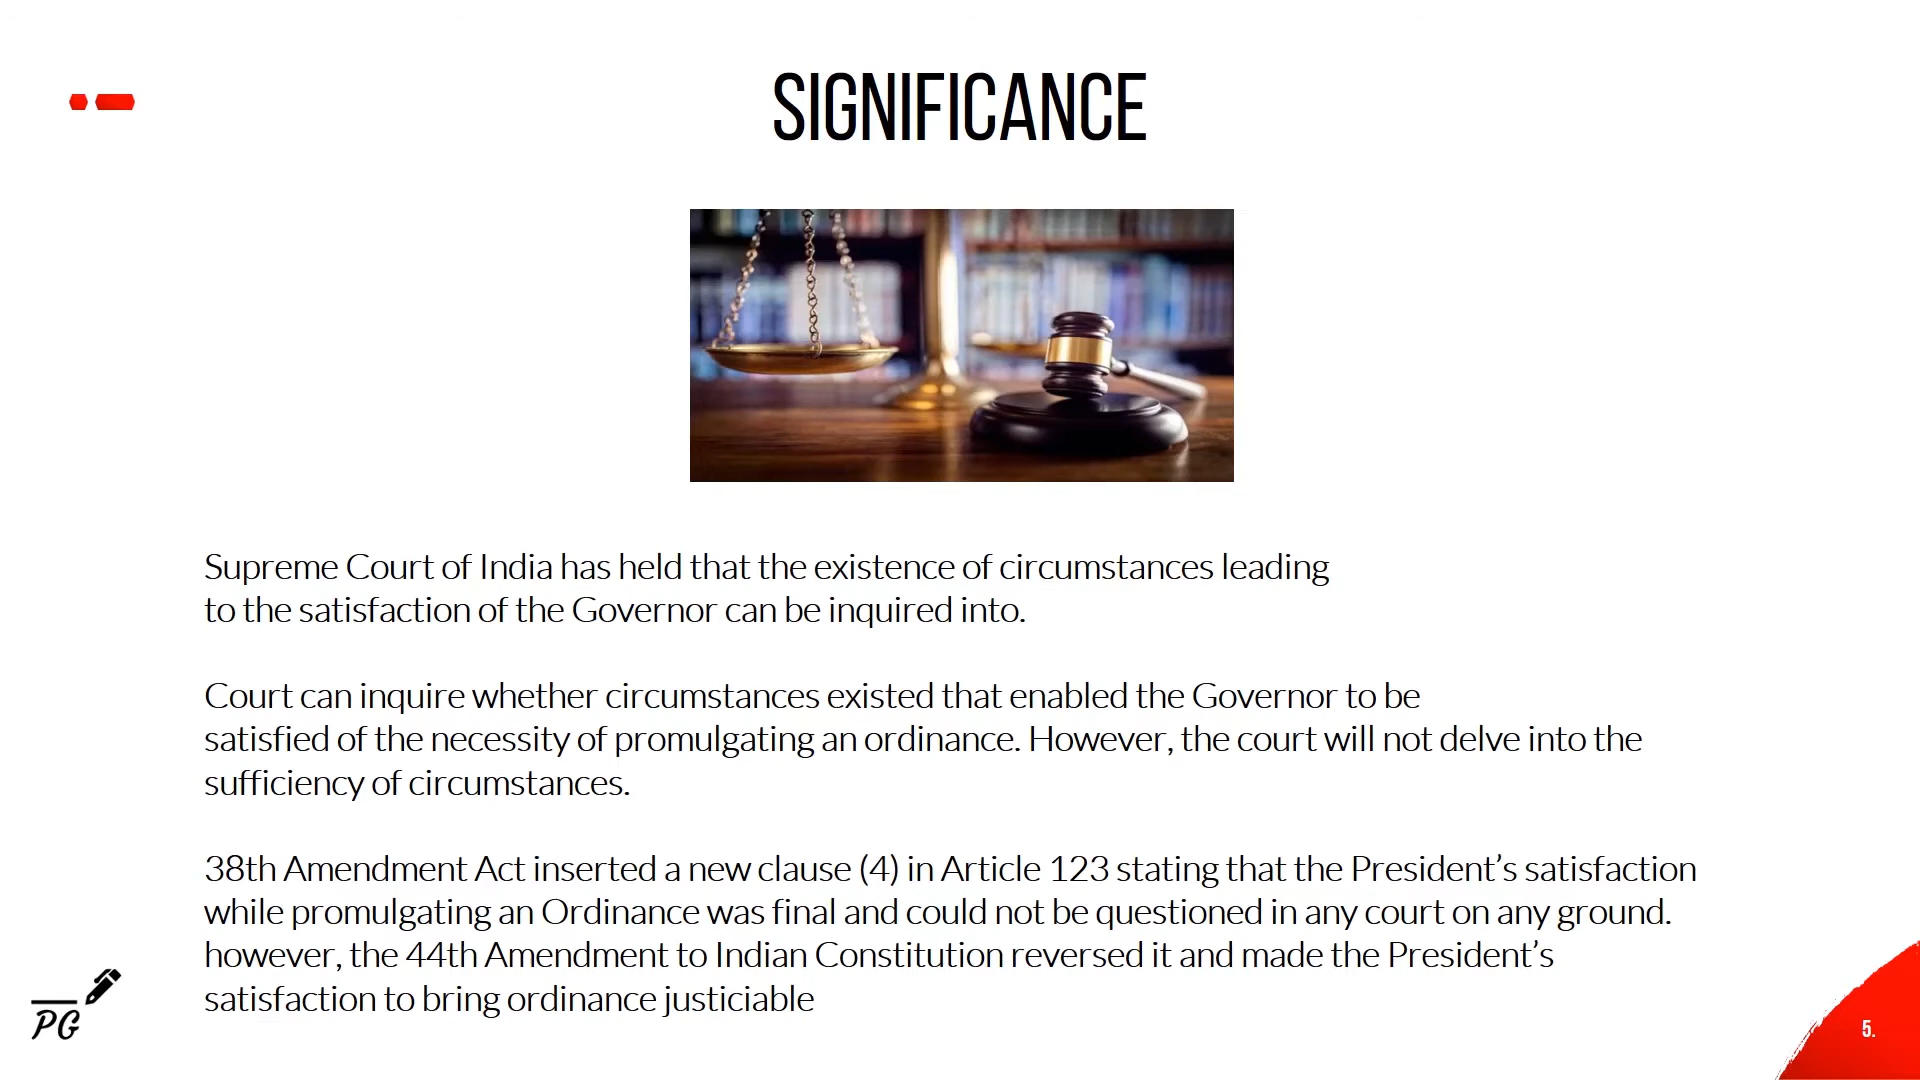 SIGNIFICANCE
Supreme Court of India has held that the existence of circumstances leading
to the satisfaction of the Governor can be inquired into.
Court can inquire whether circumstances existed that enabled the Governor to be
satisfied of the necessity of promulgating an ordinance. However, the court will not delve into the
sufficiency of circumstances.
38th Amendment Act inserted a new clause (4) in Article 123 stating that the President’s satisfaction
while promulgating an Ordinance was final and could not be questioned in any court on any ground.
however, the 44th Amendment to Indian Constitution reversed it and made the President’s
satisfaction to bring ordinance justiciable
PG
5.